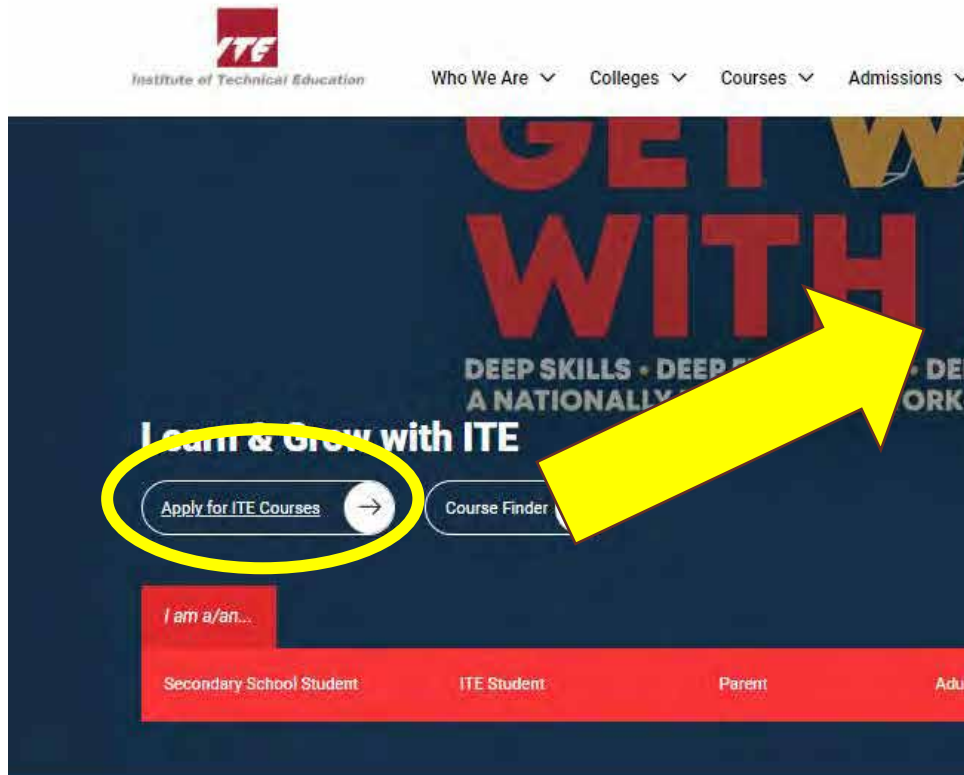 ITE
Institute of Technical Education
Who We Are
Colleges
Courses
Admissions
GET
WITH
DEEP SKILLS • DEEP
A NATIONALLY
Learn & Grow with ITE
Apply for ITE Courses
Course Finder
I am a/an...
Secondary School Student
ITE Student
Parent